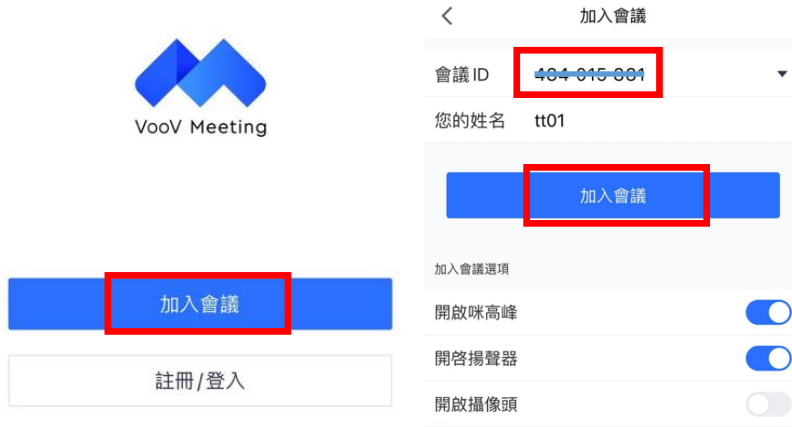 VooV Meeting
加入會議
註冊/登入
加入會議
會議 ID
您的姓名 tt01
加入會議
加入會議選項
開啟咪高峰
開啓揚聲器
開啟攝像頭